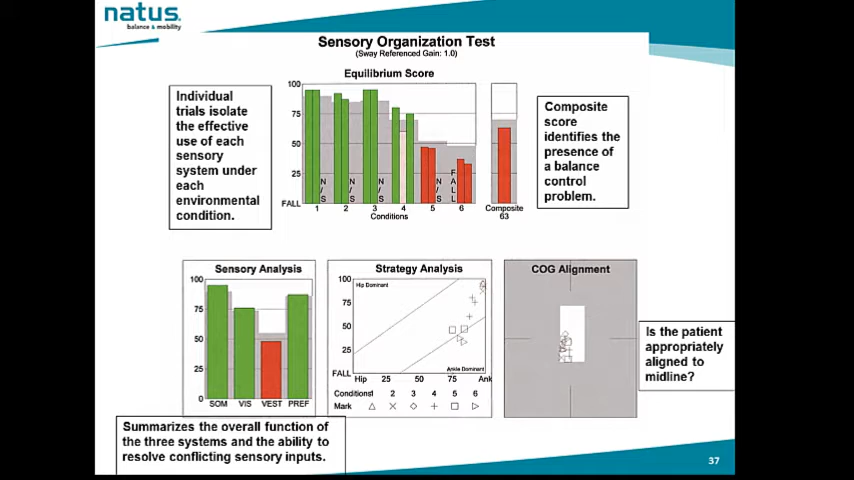 natus.
balance & mobility
Sensory Organization Test
(Sway Referenced Gain: 1.0)
Equilibrium Score
Individual
trials isolate
the effective
use of each
sensory
system under
each
environmental
condition.
100
75
50
25
FALL
N/S
N/S
N/S
N/S
FALL
1 2 3 4 5 6
Conditions
Composite
63
Composite
score
identifies the
presence of
a balance
control
problem.
Sensory Analysis
100
75
50
25
0
SOM VIS VEST PREF
Strategy Analysis
100
75
50
25
FALL
Hip Dominant
Ankle Dominant
Hip 25 50 75 Ank
Conditions1 2 3 4 5 6
Mark
COG Alignment
Is the patient
appropriately
aligned to
midline?
Summarizes the overall function of
the three systems and the ability to
resolve conflicting sensory inputs.
37